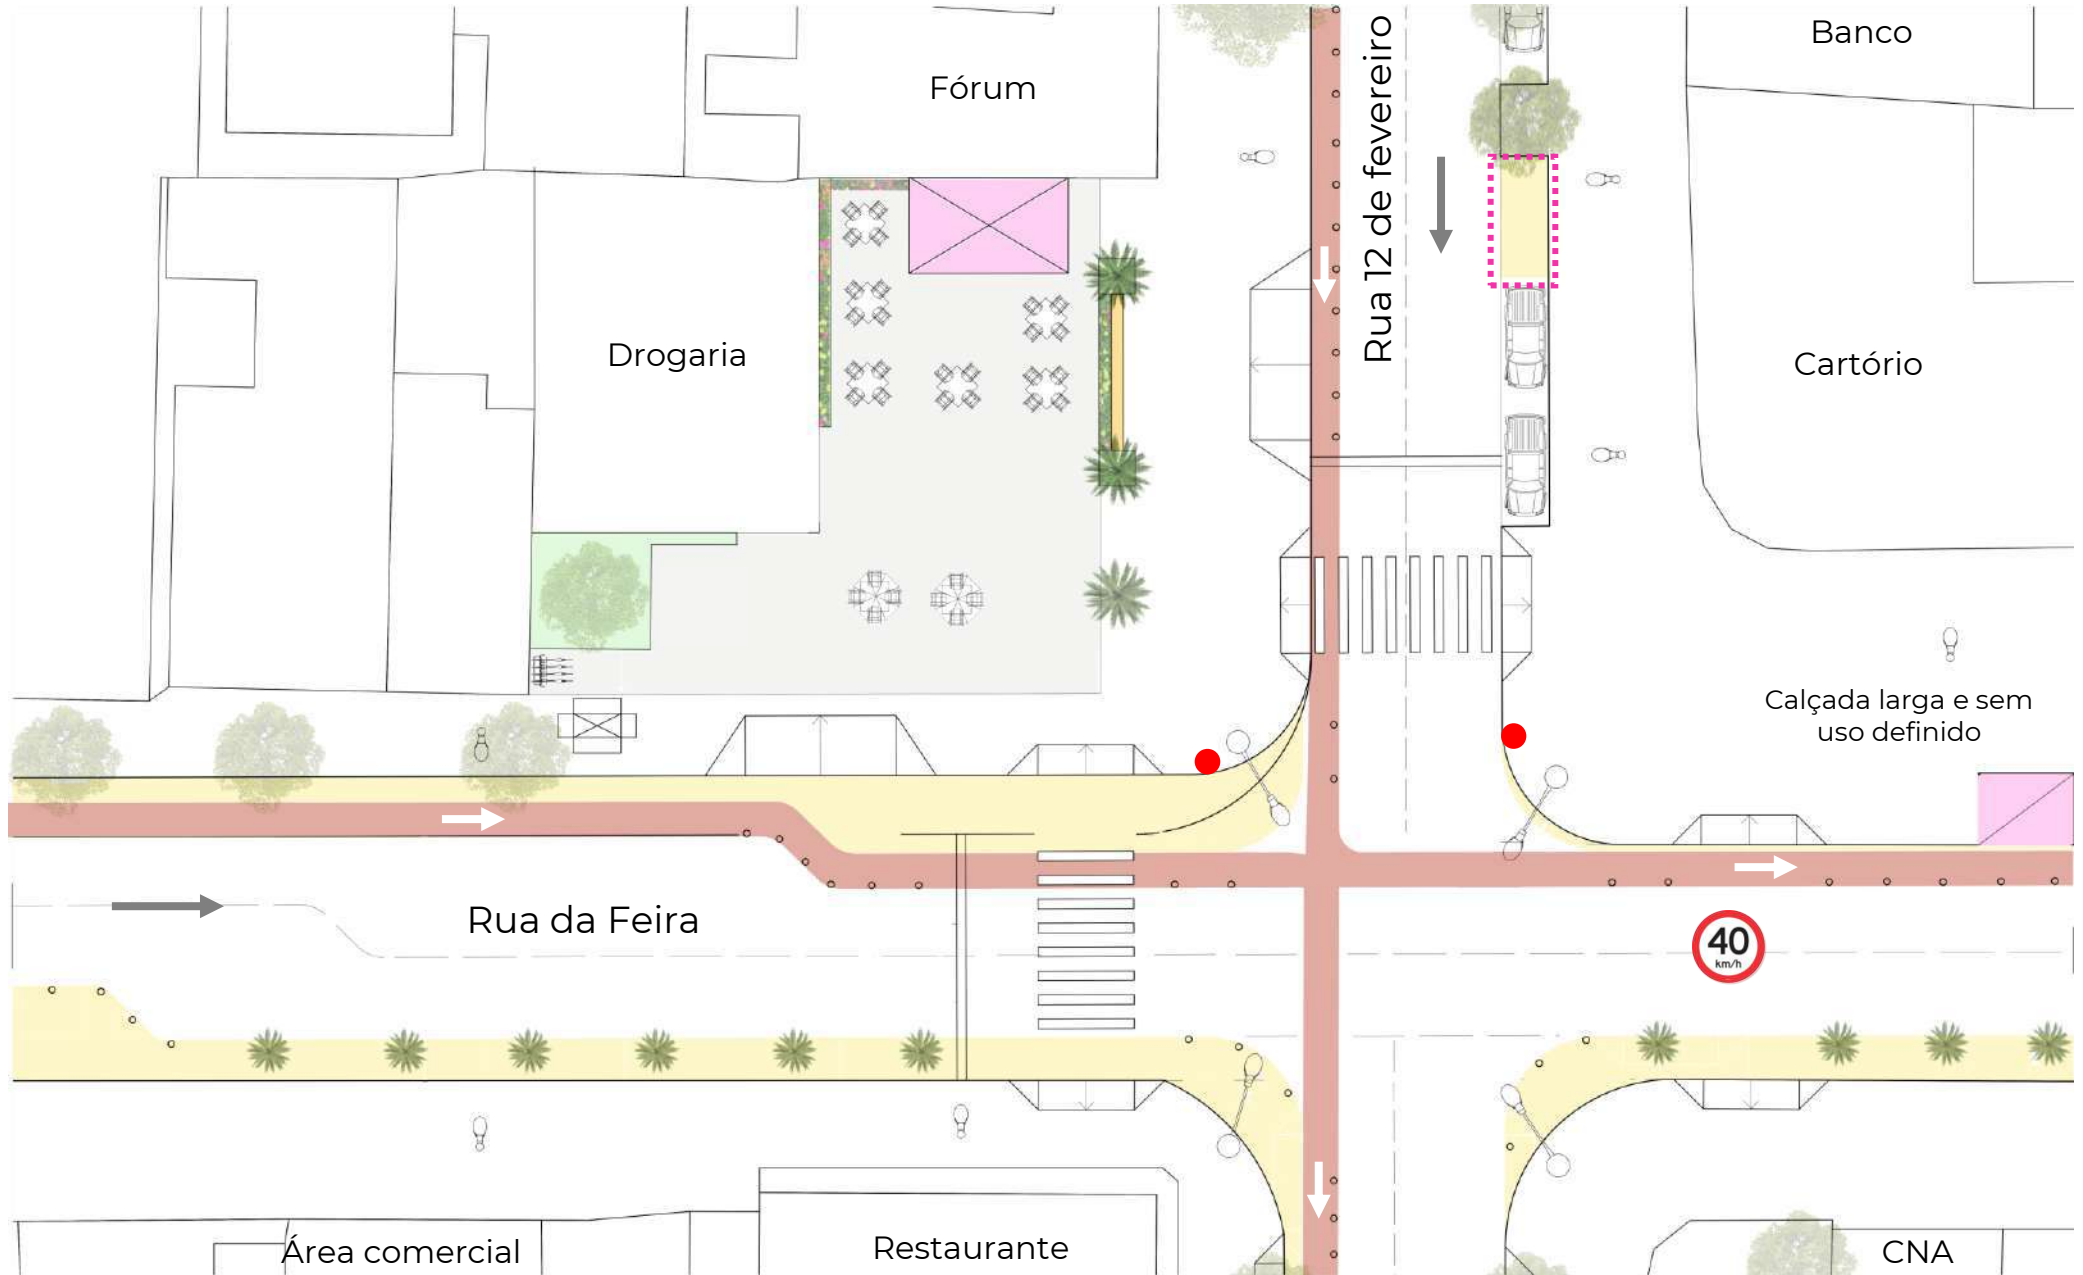 Banco
Fórum
Rua 12 de fevereiro
Drogaria
Cartório
Calçada larga e sem
uso definido
Rua da Feira
40
km/h
Área comercial
Restaurante
CNA